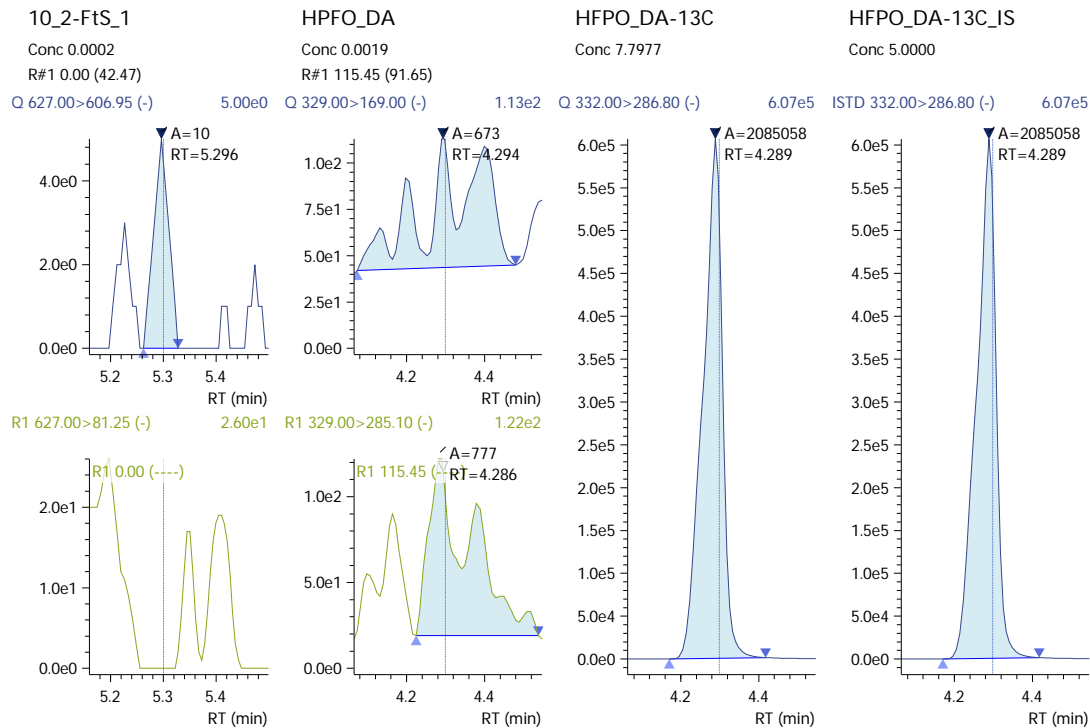 10_2-FtS_1
Conc 0.0002
R#1 0.00 (42.47)
Q 627.00>606.95 (-) 5.00e0
A=10
RT=5.296
4.0e0
2.0e0
0.0e0
5.2 5.3 5.4
RT (min)
R1 627.00>81.25 (-) 2.60e1
R1 0.00 (----)
2.0e1
1.0e1
0.0e0
5.2 5.3 5.4
RT (min)
HPFO_DA
Conc 0.0019
R#1 115.45 (91.65)
Q 329.00>169.00 (-) 1.13e2
A=673
RT=4.294
1.0e2
7.5e1
5.0e1
2.5e1
0.0e0
4.2 4.4
RT (min)
R1 329.00>285.10 (-) 1.22e2
A=777
R1 115.45
RT=4.286
1.0e2
5.0e1
0.0e0
4.2 4.4
RT (min)
HFPO_DA-13C
Conc 7.7977
Q 332.00>286.80 (-) 6.07e5
A=2085058
RT=4.289
6.0e5
5.5e5
5.0e5
4.5e5
4.0e5
3.5e5
3.0e5
2.5e5
2.0e5
1.5e5
1.0e5
5.0e4
0.0e0
4.2 4.4
RT (min)
HFPO_DA-13C_IS
Conc 5.0000
ISTD 332.00>286.80 (-) 6.07e5
A=2085058
RT=4.289
6.0e5
5.5e5
5.0e5
4.5e5
4.0e5
3.5e5
3.0e5
2.5e5
2.0e5
1.5e5
1.0e5
5.0e4
0.0e0
4.2 4.4
RT (min)